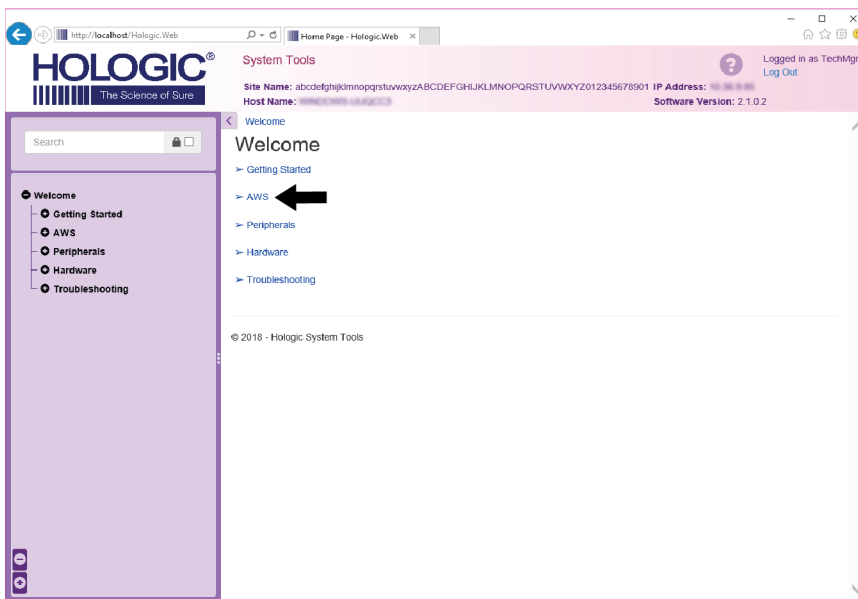 http://localhost/Hologic.Web
Home Page - Hologic.Web
HOLOGIC®
The Science of Sure
System Tools
Logged in as TechMgr
Log Out
Site Name: abcdefghijklmnopqrstuvwxyzABCDEFGHIJKLMNOPQRSTUVWXYZ012345678901 IP Address:
Host Name:
Software Version: 2.1.0.2
Search
Welcome
Getting Started
AWS
Peripherals
Hardware
Troubleshooting
Welcome
Welcome
➢ Getting Started
➢ AWS
➢ Peripherals
➢ Hardware
➢ Troubleshooting
© 2018 - Hologic System Tools